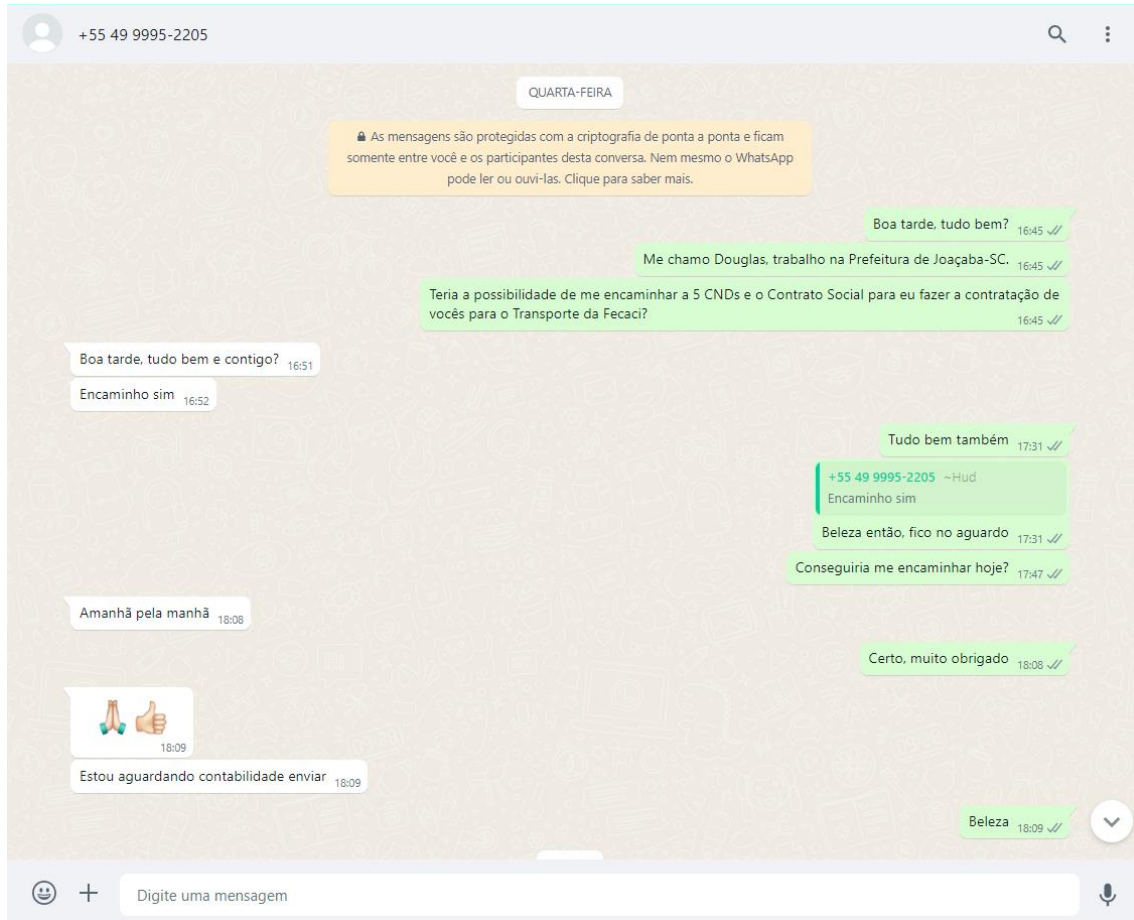 +55 49 9995-2205
QUARTA-FEIRA
As mensagens são protegidas com a criptografia de ponta a ponta e ficam
somente entre você e os participantes desta conversa. Nem mesmo o WhatsApp
pode ler ou ouvi-las. Clique para saber mais.
Boa tarde, tudo bem? 16:45
Me chamo Douglas, trabalho na Prefeitura de Joaçaba-SC. 16:45
Teria a possibilidade de me encaminhar a 5 CNDs e o Contrato Social para eu fazer a contratação de
vocês para o Transporte da Fecaci? 16:45
Boa tarde, tudo bem e contigo? 16:51
Encaminho sim 16:52
Tudo bem também 17:31
+55 49 9995-2205 ~Hud
Encaminho sim
Beleza então, fico no aguardo 17:31
Conseguiria me encaminhar hoje? 17:47
Amanhã pela manhã 18:08
Certo, muito obrigado 18:08
18:09
Estou aguardando contabilidade enviar 18:09
Beleza 18:09
Digite uma mensagem